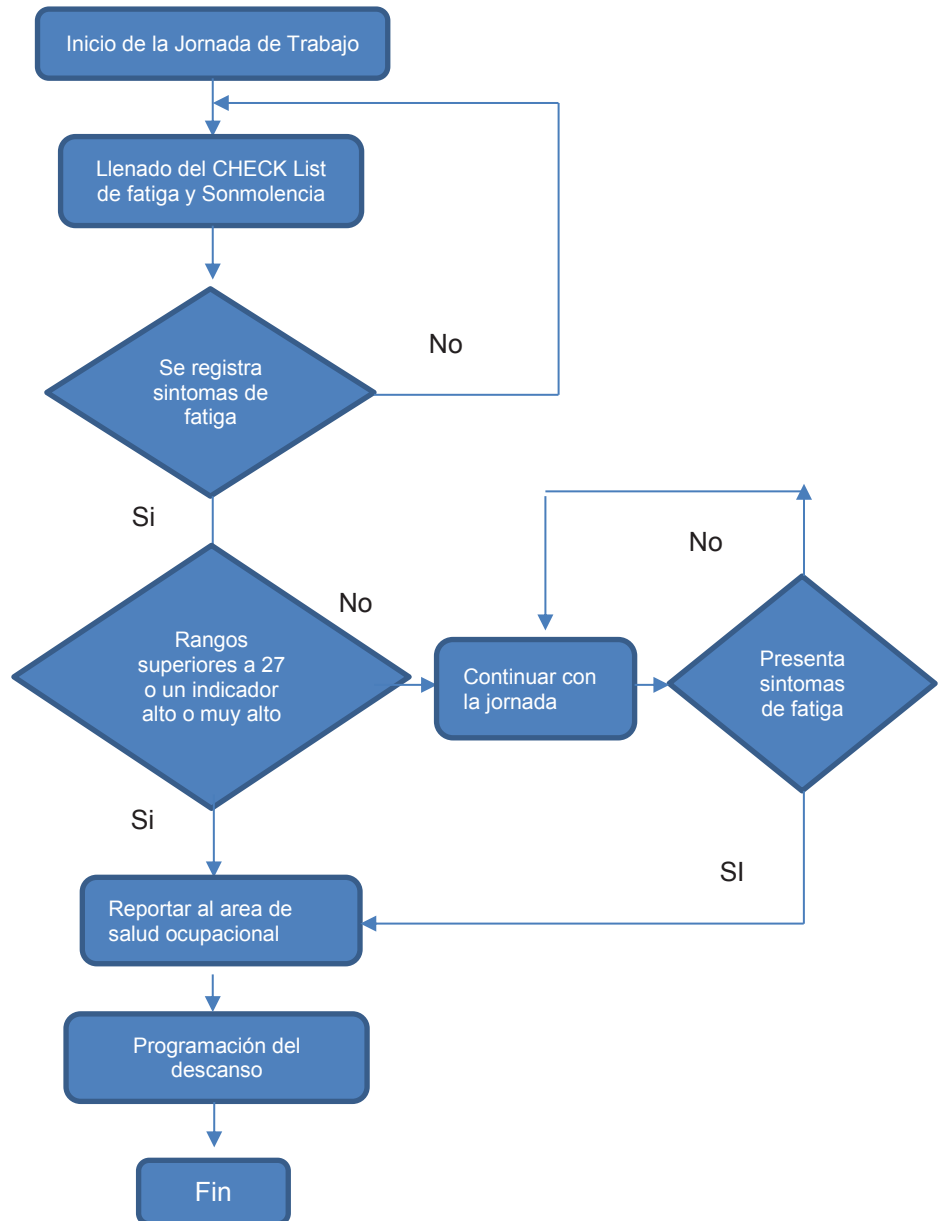 Inicio de la Jornada de Trabajo
Llenado del CHECK List
de fatiga y Sonmolencia
No
Se registra
sintomas de
fatiga
Si
No
No
Rangos
superiores a 27
o un indicador
alto o muy alto
Continuar con
la jornada
Presenta
sintomas
de fatiga
Si
SI
Reportar al area de
salud ocupacional
Programación del
descanso
Fin